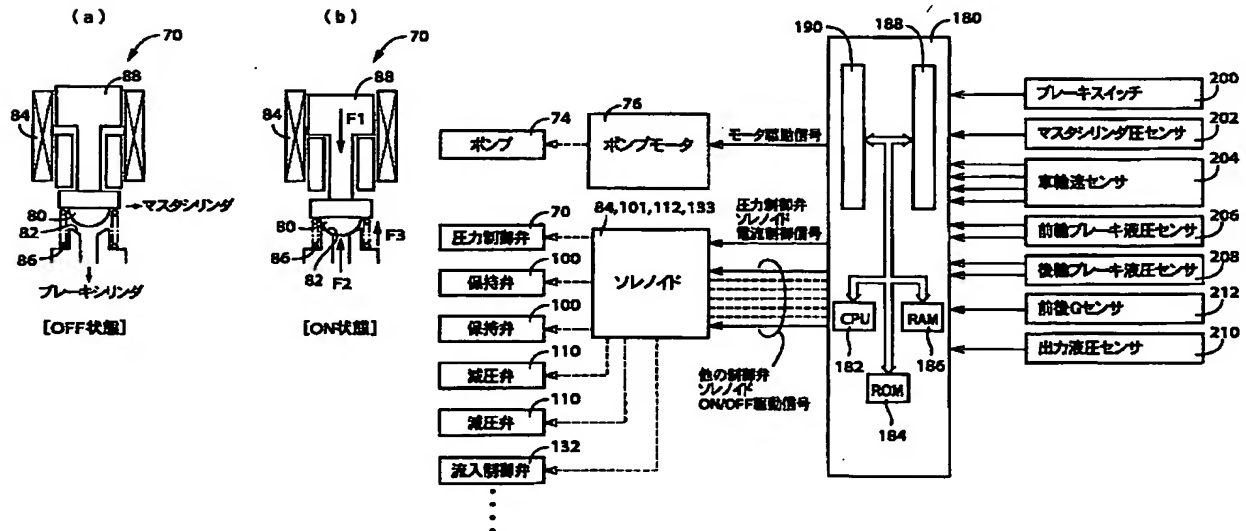 (a)
70
88
84
80
82
86
マスタシリンダ
ブレーキシリンダ
[OFF状態]
(b)
70
88
84
F1
80
86
82
F2
F3
[ON状態]
74
ポンプ
76
ポンプモータ
モータ駆動信号
84,101,112,133
ソレノイド
圧力制御弁
ソレノイド
電流制御信号
70
圧力制御弁
100
保持弁
100
保持弁
110
減圧弁
110
減圧弁
132
流入制御弁
他の制御弁
ソレノイド
ON/OFF駆動信号
190
188
180
CPU
182
RAM
186
ROM
184
ブレーキスイッチ
200
マスタシリンダ圧センサ
202
車輪速センサ
204
前輪ブレーキ液圧センサ
206
後輪ブレーキ液圧センサ
208
前後Gセンサ
212
出力液圧センサ
210